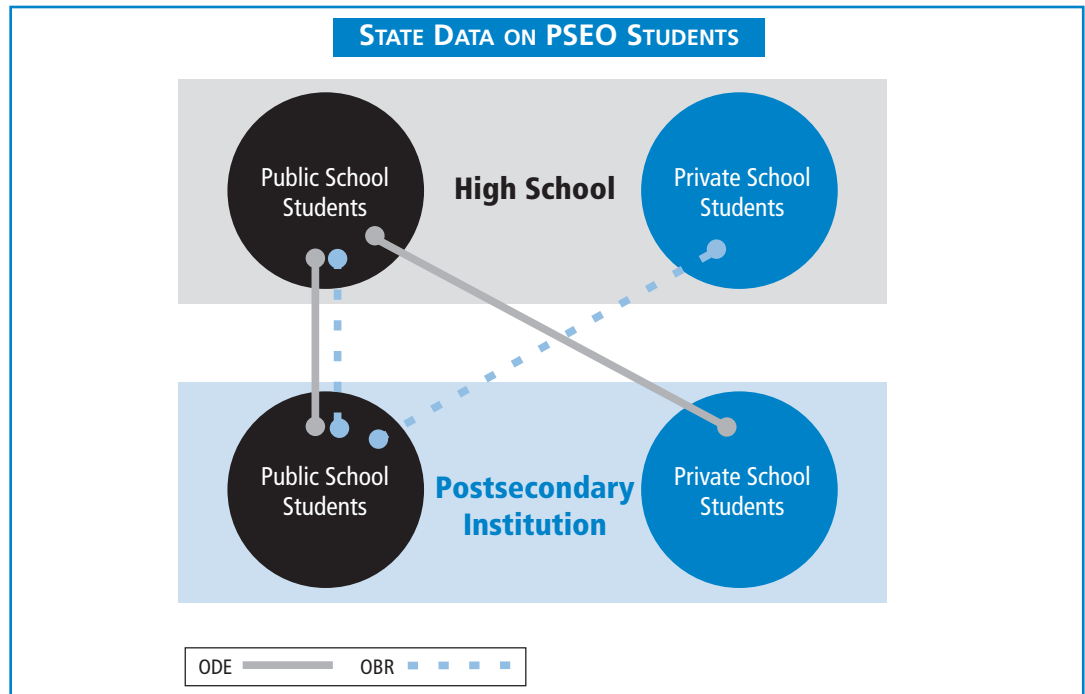 STATE DATA ON PSEO STUDENTS
Public School
Students
High School
Private School
Students
Public School
Students
Postsecondary
Institution
Private School
Students
ODE
OBR